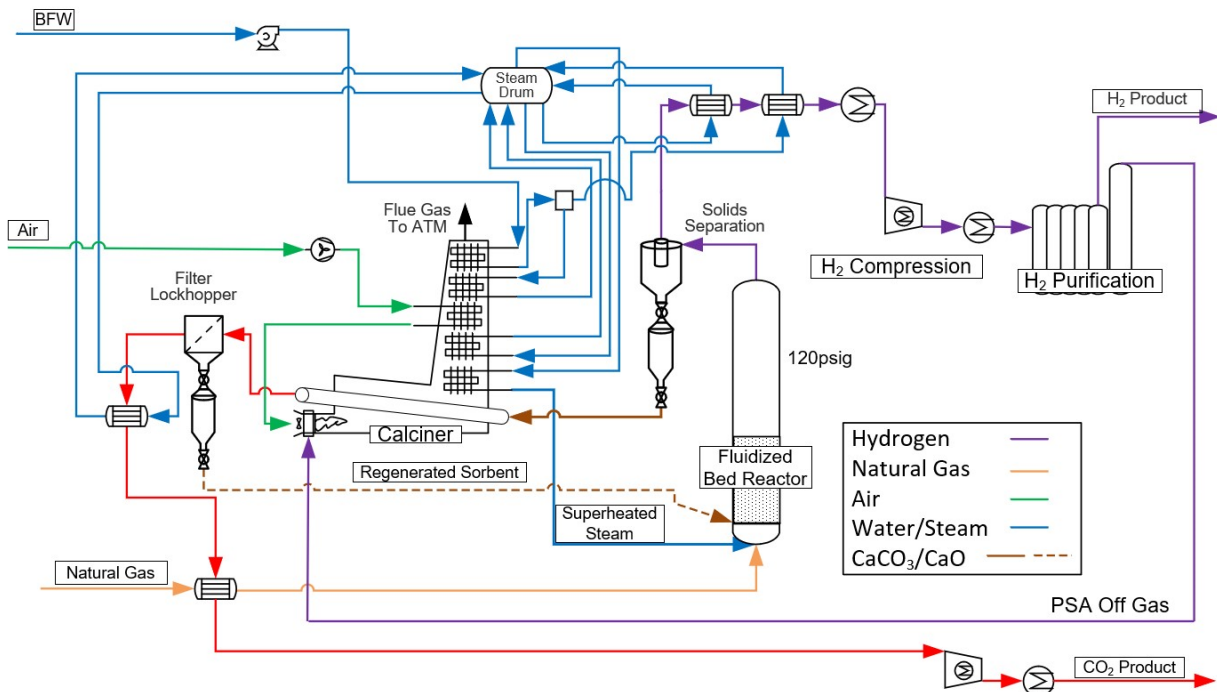 BFW
Steam
Drum
H₂ Product
Flue Gas
To ATM
Solids
Separation
Air
H₂ Compression
H₂ Purification
Filter
Lockhopper
120psig
Calciner
Hydrogen
Natural Gas
Air
Water/Steam
CaCO₃/CaO
Fluidized
Bed Reactor
Regenerated Sorbent
Superheated
Steam
Natural Gas
PSA Off Gas
CO₂ Product